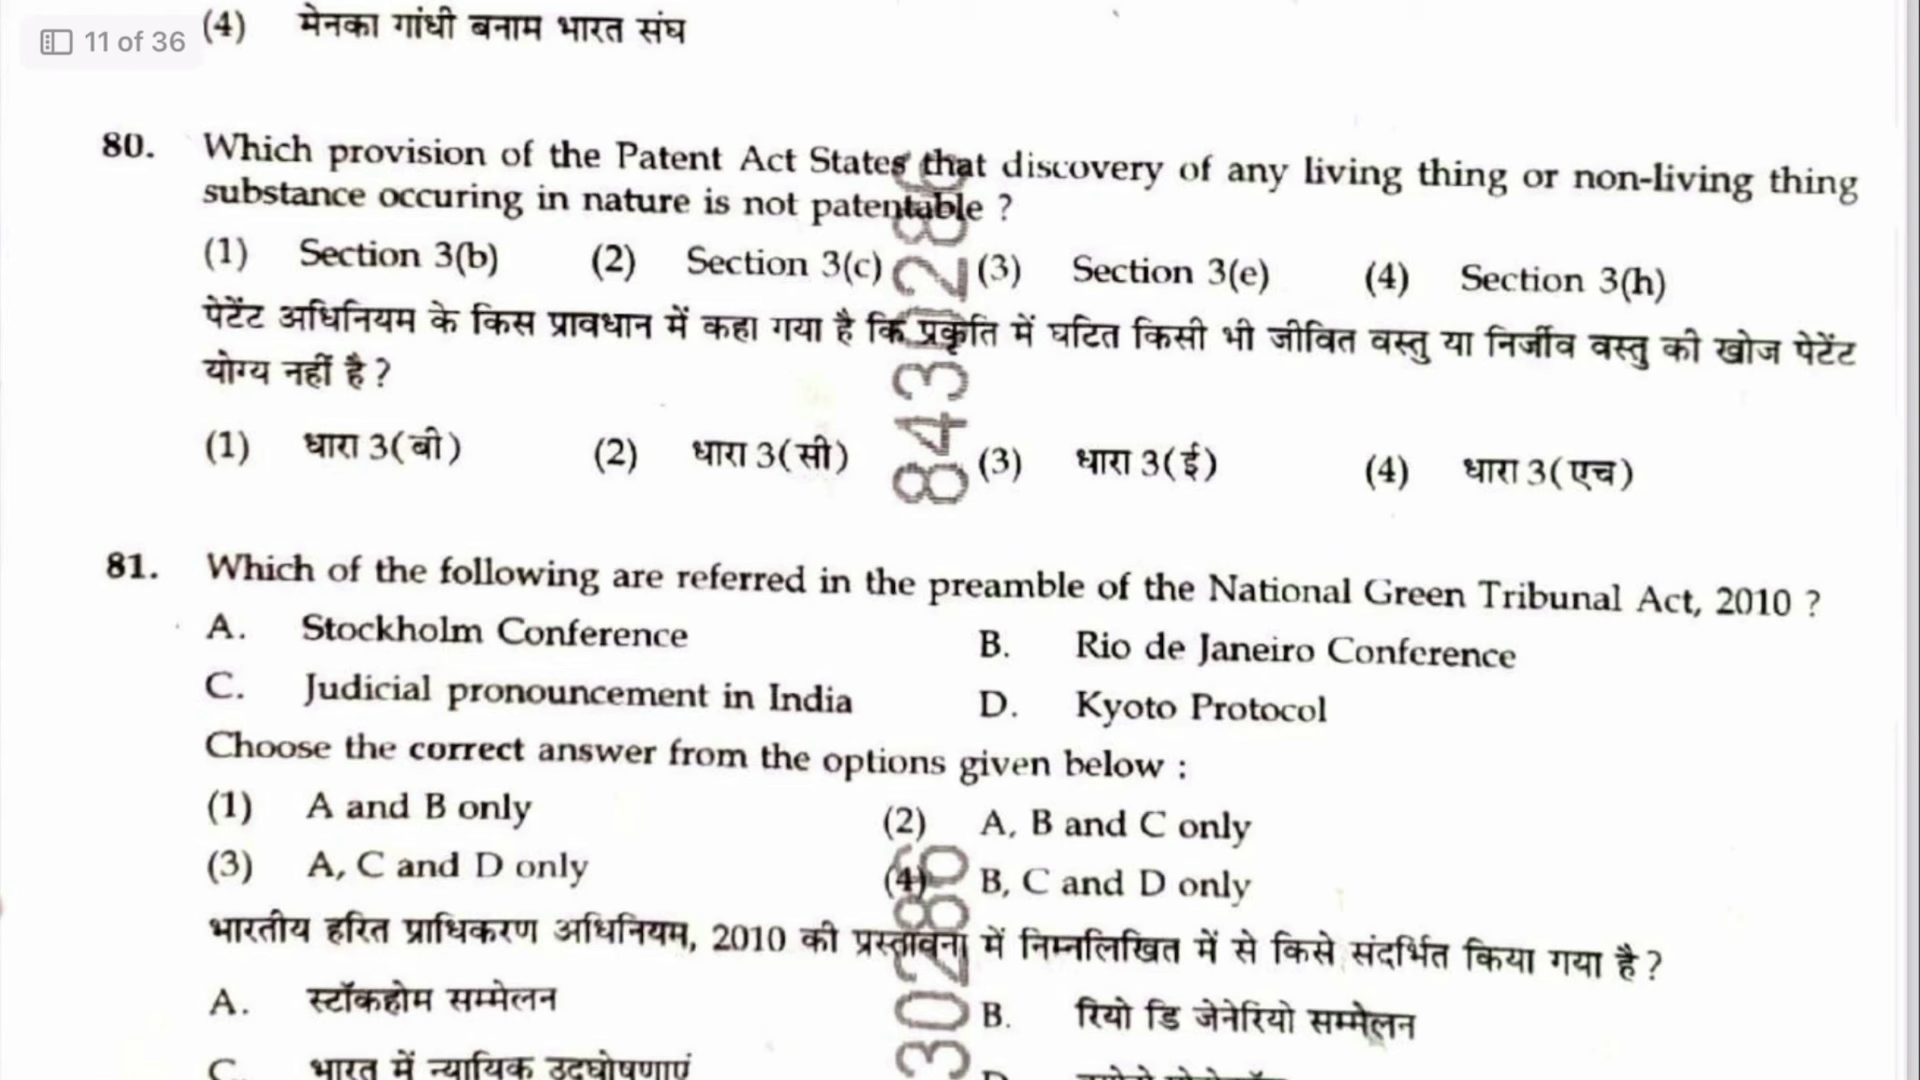 11 of 36
(4) मेनका गांधी बनाम भारत संघ
80. Which provision of the Patent Act States that discovery of any living thing or non-living thing
substance occuring in nature is not patentable ?
(1) Section 3(b) (2) Section 3(c) (3) Section 3(e) (4) Section 3(h)
पेटेंट अधिनियम के किस प्रावधान में कहा गया है कि प्रकृति में घटित किसी भी जीवित वस्तु या निर्जीव वस्तु की खोज पेटेंट
योग्य नहीं है ?
(1) धारा 3(बी) (2) धारा 3(सी) (3) धारा 3(ई) (4) धारा 3(एच)
84330286
81. Which of the following are referred in the preamble of the National Green Tribunal Act, 2010 ?
A. Stockholm Conference B. Rio de Janeiro Conference
C. Judicial pronouncement in India D. Kyoto Protocol
Choose the correct answer from the options given below :
(1) A and B only (2) A, B and C only
(3) A, C and D only (4) B, C and D only
भारतीय हरित प्राधिकरण अधिनियम, 2010 की प्रस्तावना में निम्नलिखित में से किसे संदर्भित किया गया है ?
A. स्टॉकहोम सम्मेलन B. रियो डि जेनेरियो सम्मेलन
C. भारत में न्यायिक उद्घोषणाएं D.
30286